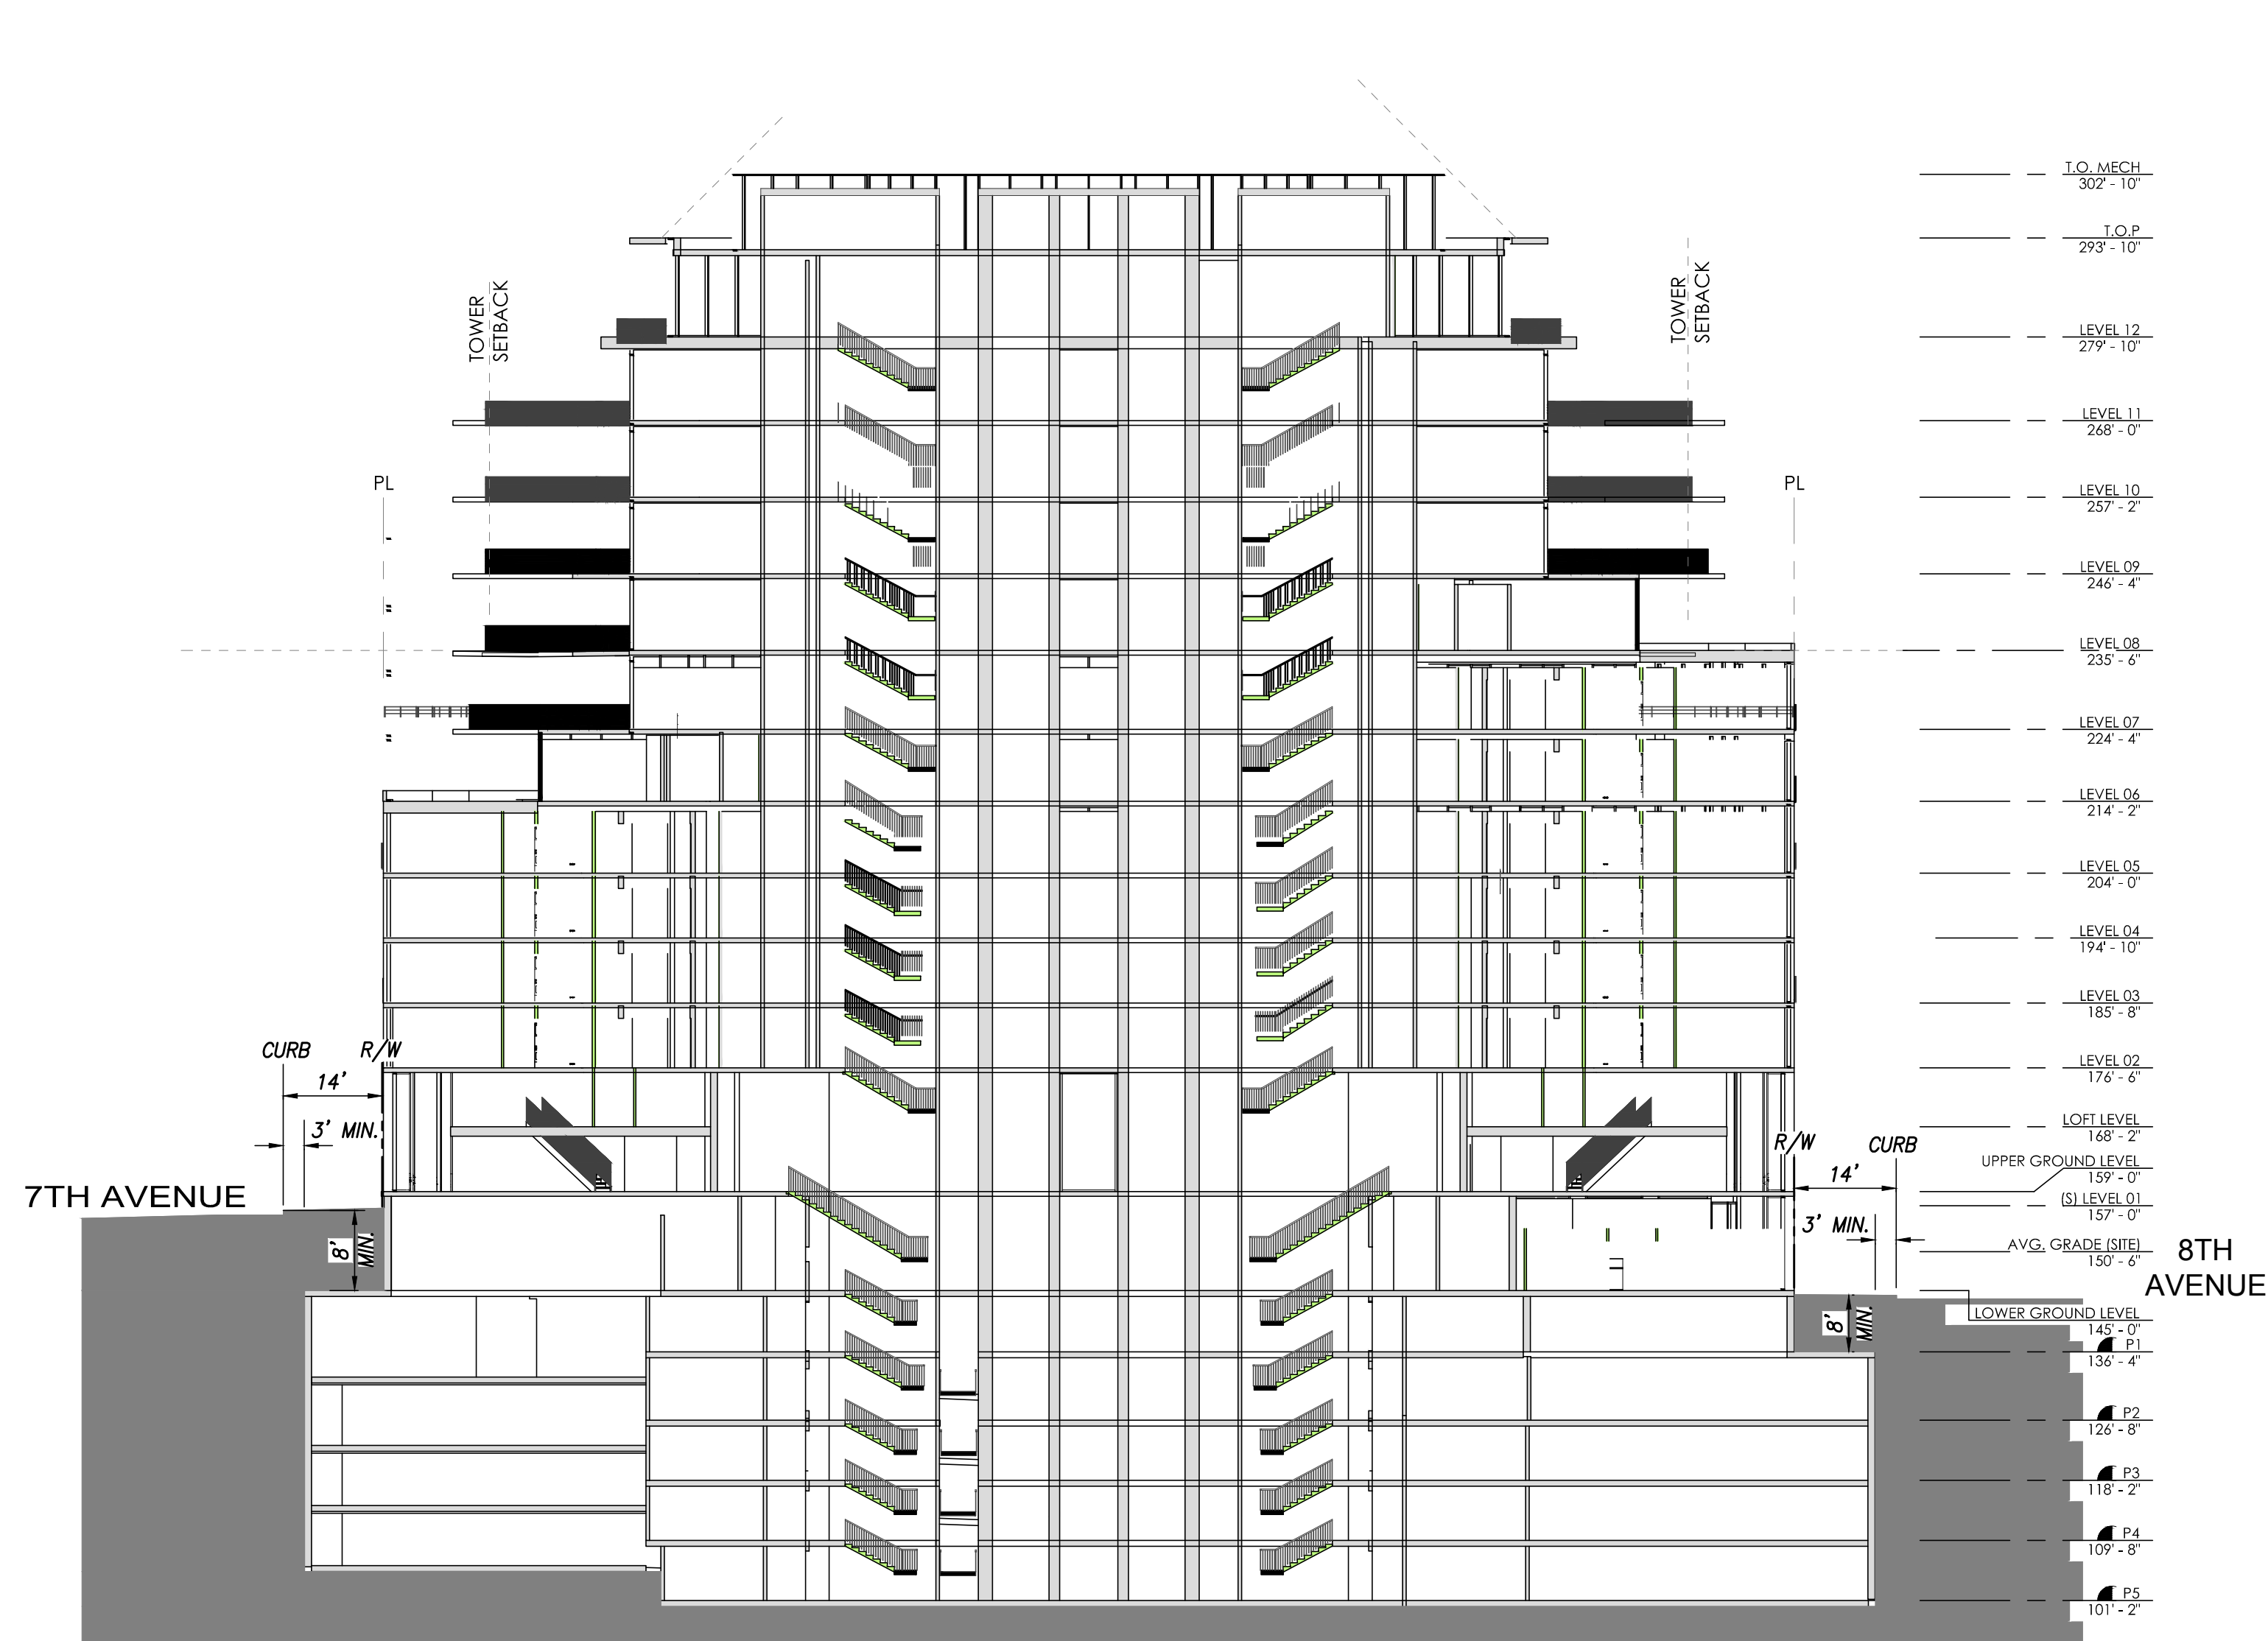 T.O. MECH
302' - 10"
T.O.P
293' - 10"
TOWER
SETBACK
TOWER
SETBACK
LEVEL 12
279' - 10"
LEVEL 11
268' - 0"
PL
PL
LEVEL 10
257' - 2"
LEVEL 09
246' - 4"
LEVEL 08
235' - 6"
LEVEL 07
224' - 4"
LEVEL 06
214' - 2"
LEVEL 05
204' - 0"
LEVEL 04
194' - 10"
LEVEL 03
185' - 8"
CURB
R/W
14'
3' MIN.
LEVEL 02
176' - 6"
LOFT LEVEL
168' - 2"
R/W
CURB
14'
3' MIN.
UPPER GROUND LEVEL
159' - 0"
7TH AVENUE
(S) LEVEL 01
157' - 0"
8'
MIN.
AVG. GRADE (SITE)
150' - 6"
8TH
AVENUE
LOWER GROUND LEVEL
145' - 0"
8'
MIN.
P1
136' - 4"
P2
126' - 8"
P3
118' - 2"
P4
109' - 8"
P5
101' - 2"